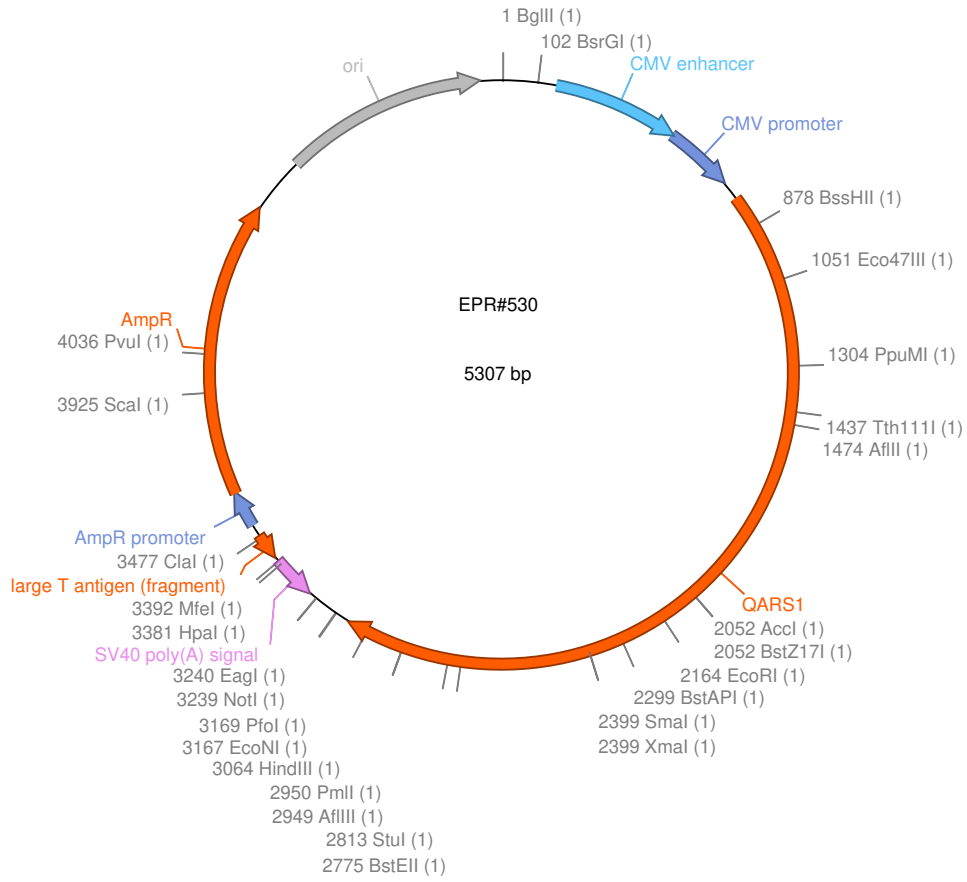 1 BglII (1)
102 BsrGI (1)
CMV enhancer
CMV promoter
878 BssHII (1)
1051 Eco47III (1)
1304 PpuMI (1)
1437 Tth111I (1)
1474 AflII (1)
QARS1
2052 AccI (1)
2052 BstZ17I (1)
2164 EcoRI (1)
2299 BstAPI (1)
2399 SmaI (1)
2399 XmaI (1)
ori
EPR#530
5307 bp
AmpR
4036 PvuI (1)
3925 ScaI (1)
AmpR promoter
3477 ClaI (1)
large T antigen (fragment)
3392 MfeI (1)
3381 HpaI (1)
SV40 poly(A) signal
3240 EagI (1)
3239 NotI (1)
3169 PfoI (1)
3167 EcoNI (1)
3064 HindIII (1)
2950 PmlI (1)
2949 AflIII (1)
2813 StuI (1)
2775 BstEII (1)